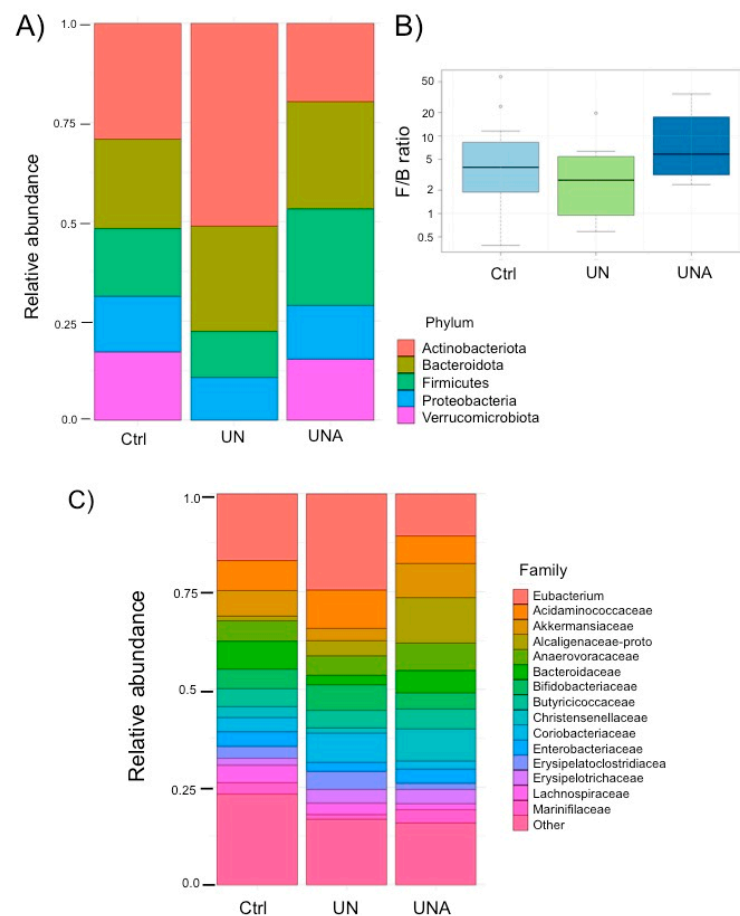 A)
1.0
0.75
0.5
0.25
0.0
Relative abundance
Ctrl
UN
UNA
B)
50
20
10
5
2
1
0.5
F/B ratio
Ctrl
UN
UNA
Phylum
Actinobacteriota
Bacteroidota
Firmicutes
Proteobacteria
Verrucomicrobiota
C)
1.0
0.75
0.5
0.25
0.0
Relative abundance
Ctrl
UN
UNA
Family
Eubacterium
Acidaminococcaceae
Akkermansiaceae
Alcaligenaceae-proto
Anaerovoracaceae
Bacteroidaceae
Bifidobacteriaceae
Butyricicoccaceae
Christensenellaceae
Coriobacteriaceae
Enterobacteriaceae
Erysipelatoclostridiacea
Erysipelotrichaceae
Lachnospiraceae
Marinifilaceae
Other